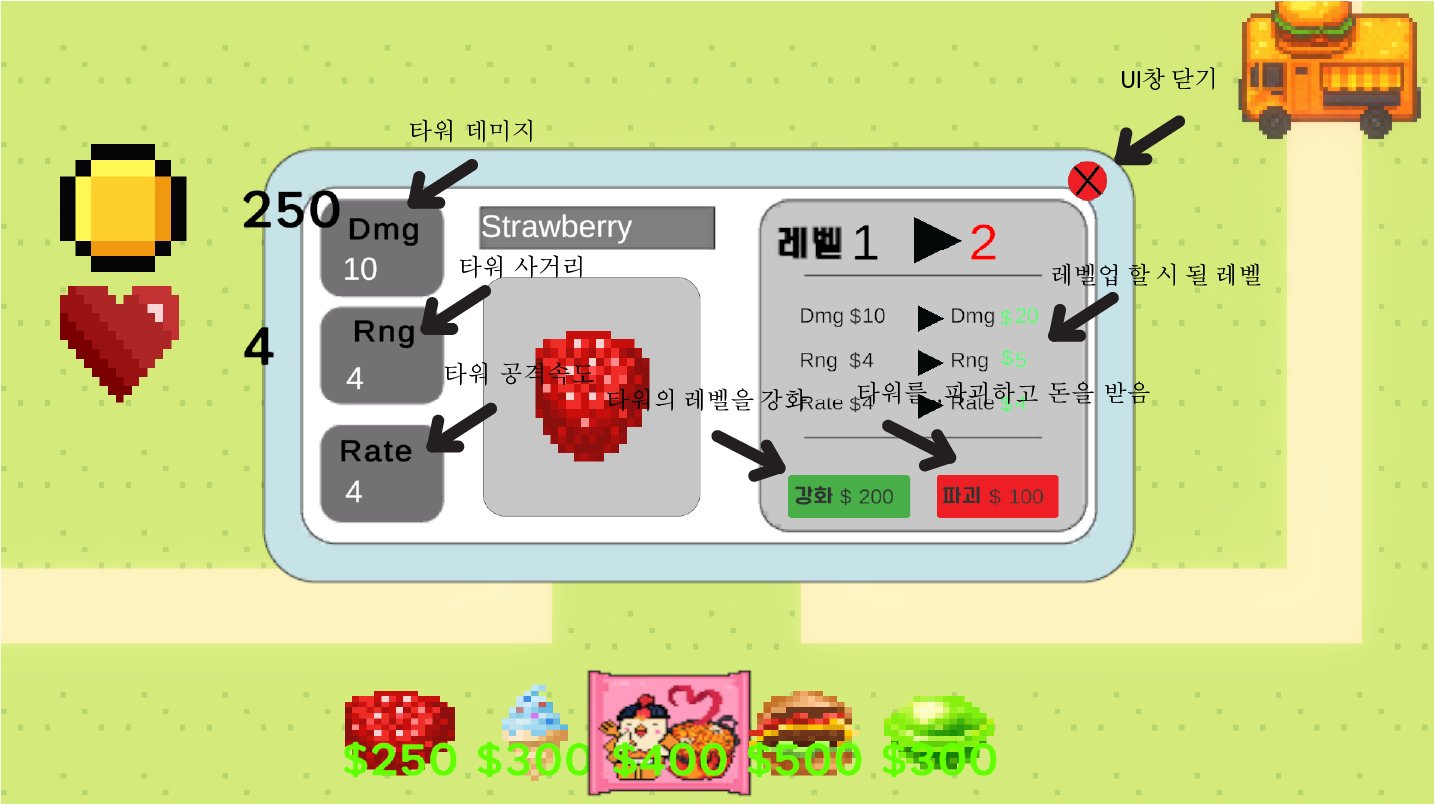 UI창 닫기
타워 데미지
250
Dmg
10
Strawberry
레벨 1 ▶ 2
타워 사거리
레벨업 할 시 될 레벨
Dmg $10 ▶ Dmg $20
Rng
4
4
Rng $4 ▶ Rng $5
타워 공격속도
타워의 레벨을 강화
타워를 파괴하고 돈을 받음
Rate $4 ▶ Rate
Rate
4
강화 $ 200
파괴 $ 100
$250 $300 $400 $500 $300